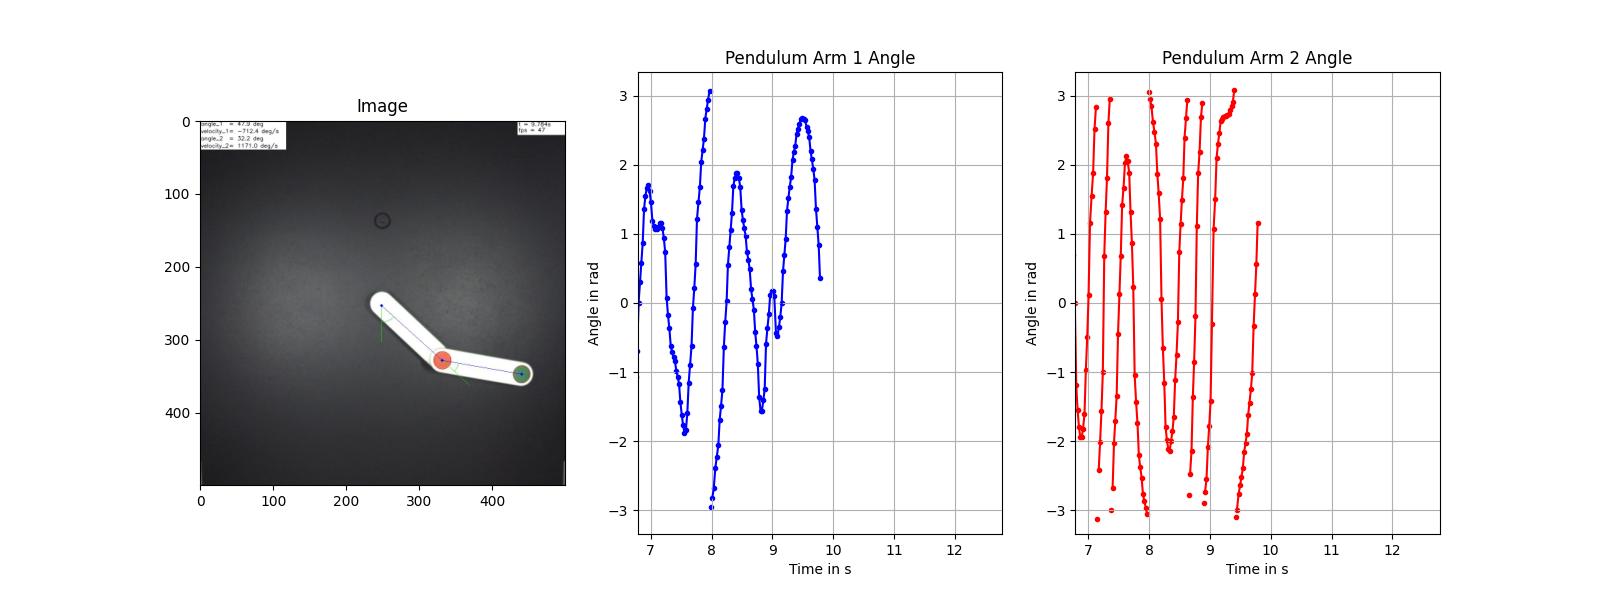 Image
angle_1 = 47.9 deg
velocity_1= -712.4 deg/s
angle_2 = 32.2 deg
velocity_2= 1171.0 deg/s
t = 9.784s
fps = 47
0
100
200
300
400
0 100 200 300 400
Pendulum Arm 1 Angle
Angle in rad
3
2
1
0
−1
−2
−3
7 8 9 10 11 12
Time in s
Pendulum Arm 2 Angle
Angle in rad
3
2
1
0
−1
−2
−3
7 8 9 10 11 12
Time in s